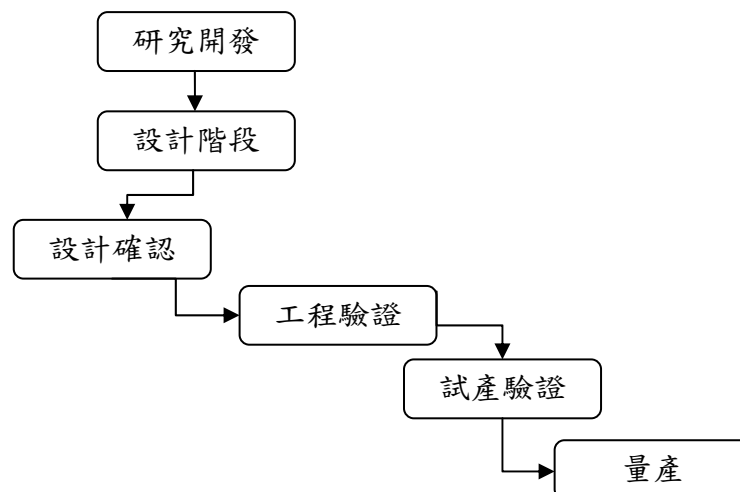 研究開發
設計階段
設計確認
工程驗證
試產驗證
量產